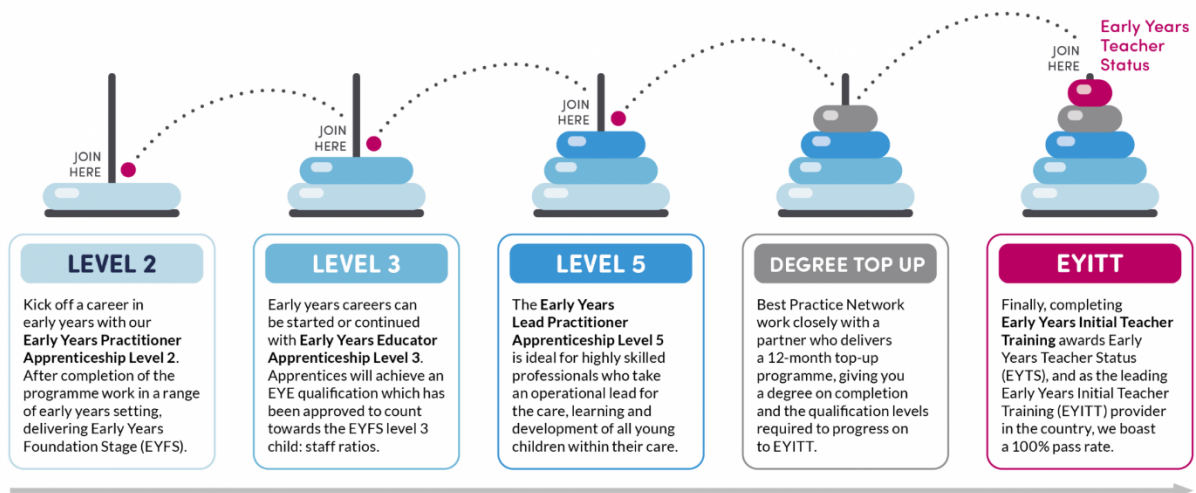 JOIN
HERE
JOIN
HERE
JOIN
HERE
JOIN
HERE
Early Years
Teacher
Status
LEVEL 2
Kick off a career in
early years with our
Early Years Practitioner
Apprenticeship Level 2.
After completion of the
programme work in a range
of early years setting,
delivering Early Years
Foundation Stage (EYFS).
LEVEL 3
Early years careers can
be started or continued
with Early Years Educator
Apprenticeship Level 3.
Apprentices will achieve an
EYE qualification which has
been approved to count
towards the EYFS level 3
child: staff ratios.
LEVEL 5
The Early Years
Lead Practitioner
Apprenticeship Level 5
is ideal for highly skilled
professionals who take
an operational lead for
the care, learning and
development of all young
children within their care.
DEGREE TOP UP
Best Practice Network
work closely with a
partner who delivers
a 12-month top-up
programme, giving you
a degree on completion
and the qualification levels
required to progress on
to EYITT.
EYITT
Finally, completing
Early Years Initial Teacher
Training awards Early
Years Teacher Status
(EYTS), and as the leading
Early Years Initial Teacher
Training (EYITT) provider
in the country, we boast
a 100% pass rate.